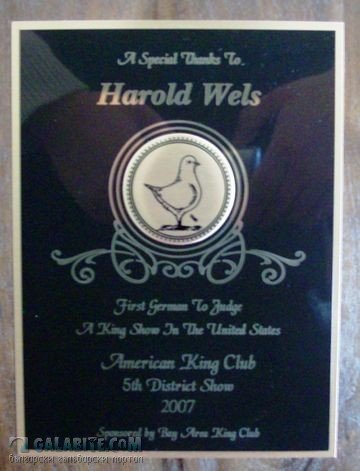 A Special Thanks To..
Harold Wels
First German To Judge
A King Show In The United States
American King Club
5th District Show
2007
Sponsored by Bay Area King Club
GALABITE.COM